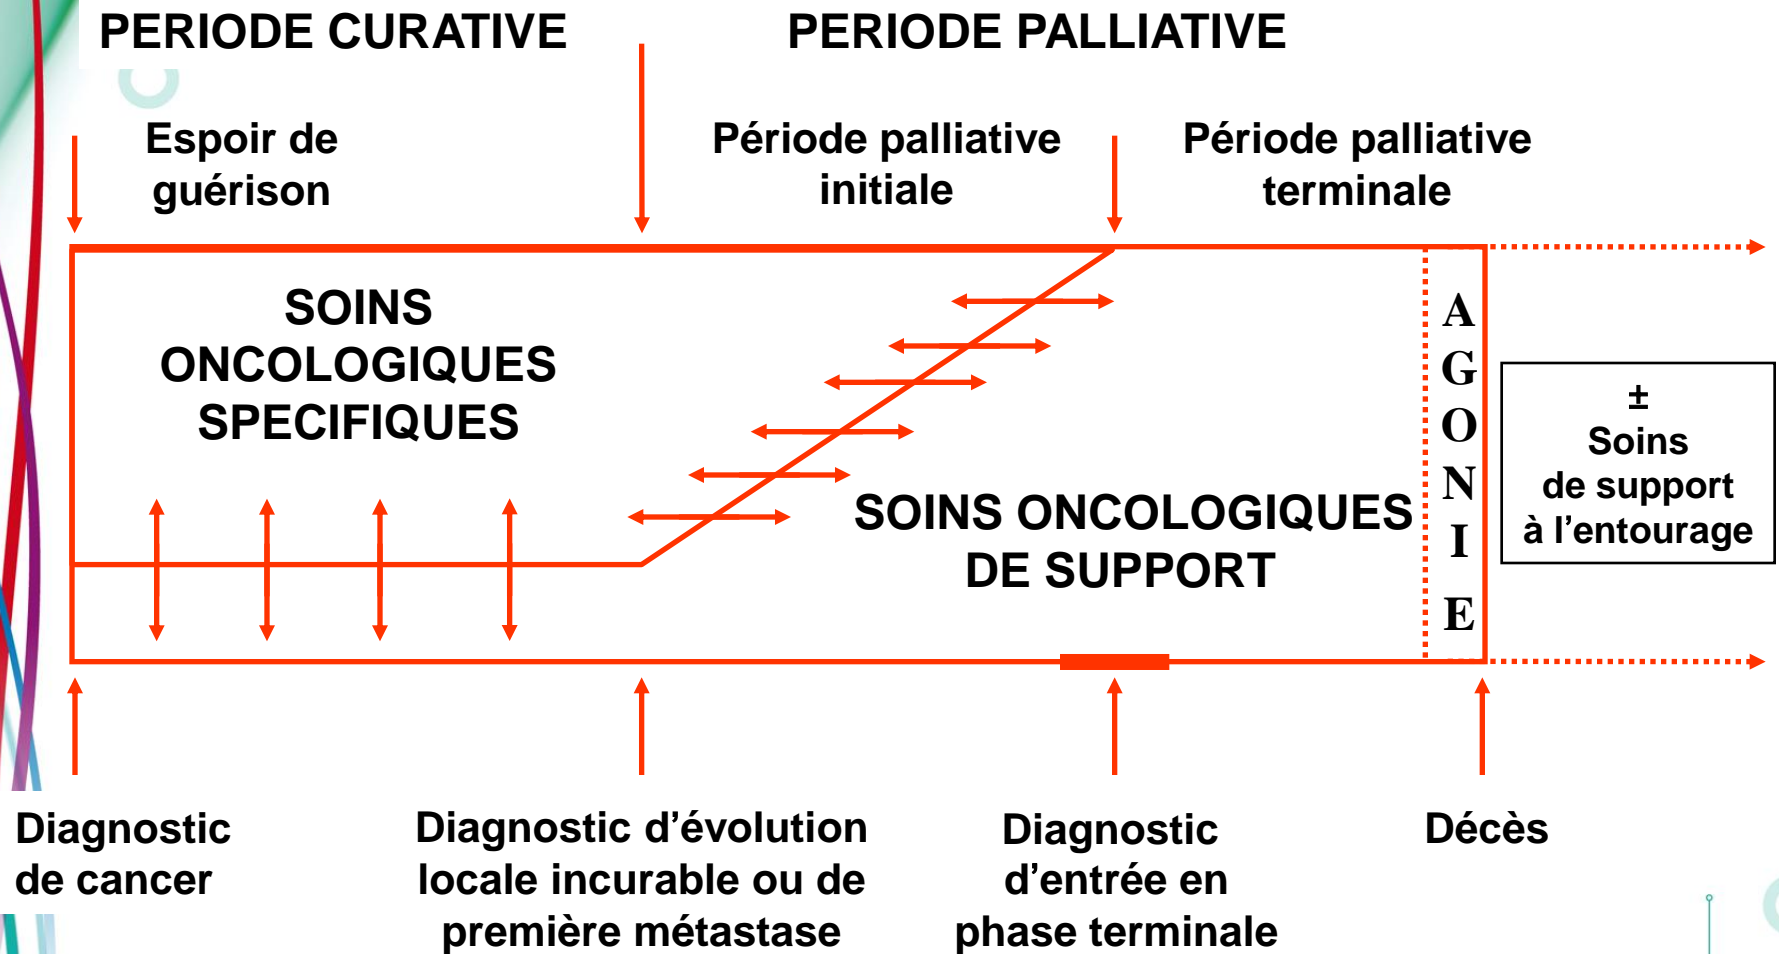 PERIODE CURATIVE
PERIODE PALLIATIVE
Espoir de
guérison
Période palliative
initiale
Période palliative
terminale
SOINS
ONCOLOGIQUES
SPECIFIQUES
SOINS ONCOLOGIQUES
DE SUPPORT
A
G
O
N
I
E
±
Soins
de support
à l’entourage
Diagnostic
de cancer
Diagnostic d’évolution
locale incurable ou de
première métastase
Diagnostic
d’entrée en
phase terminale
Décès